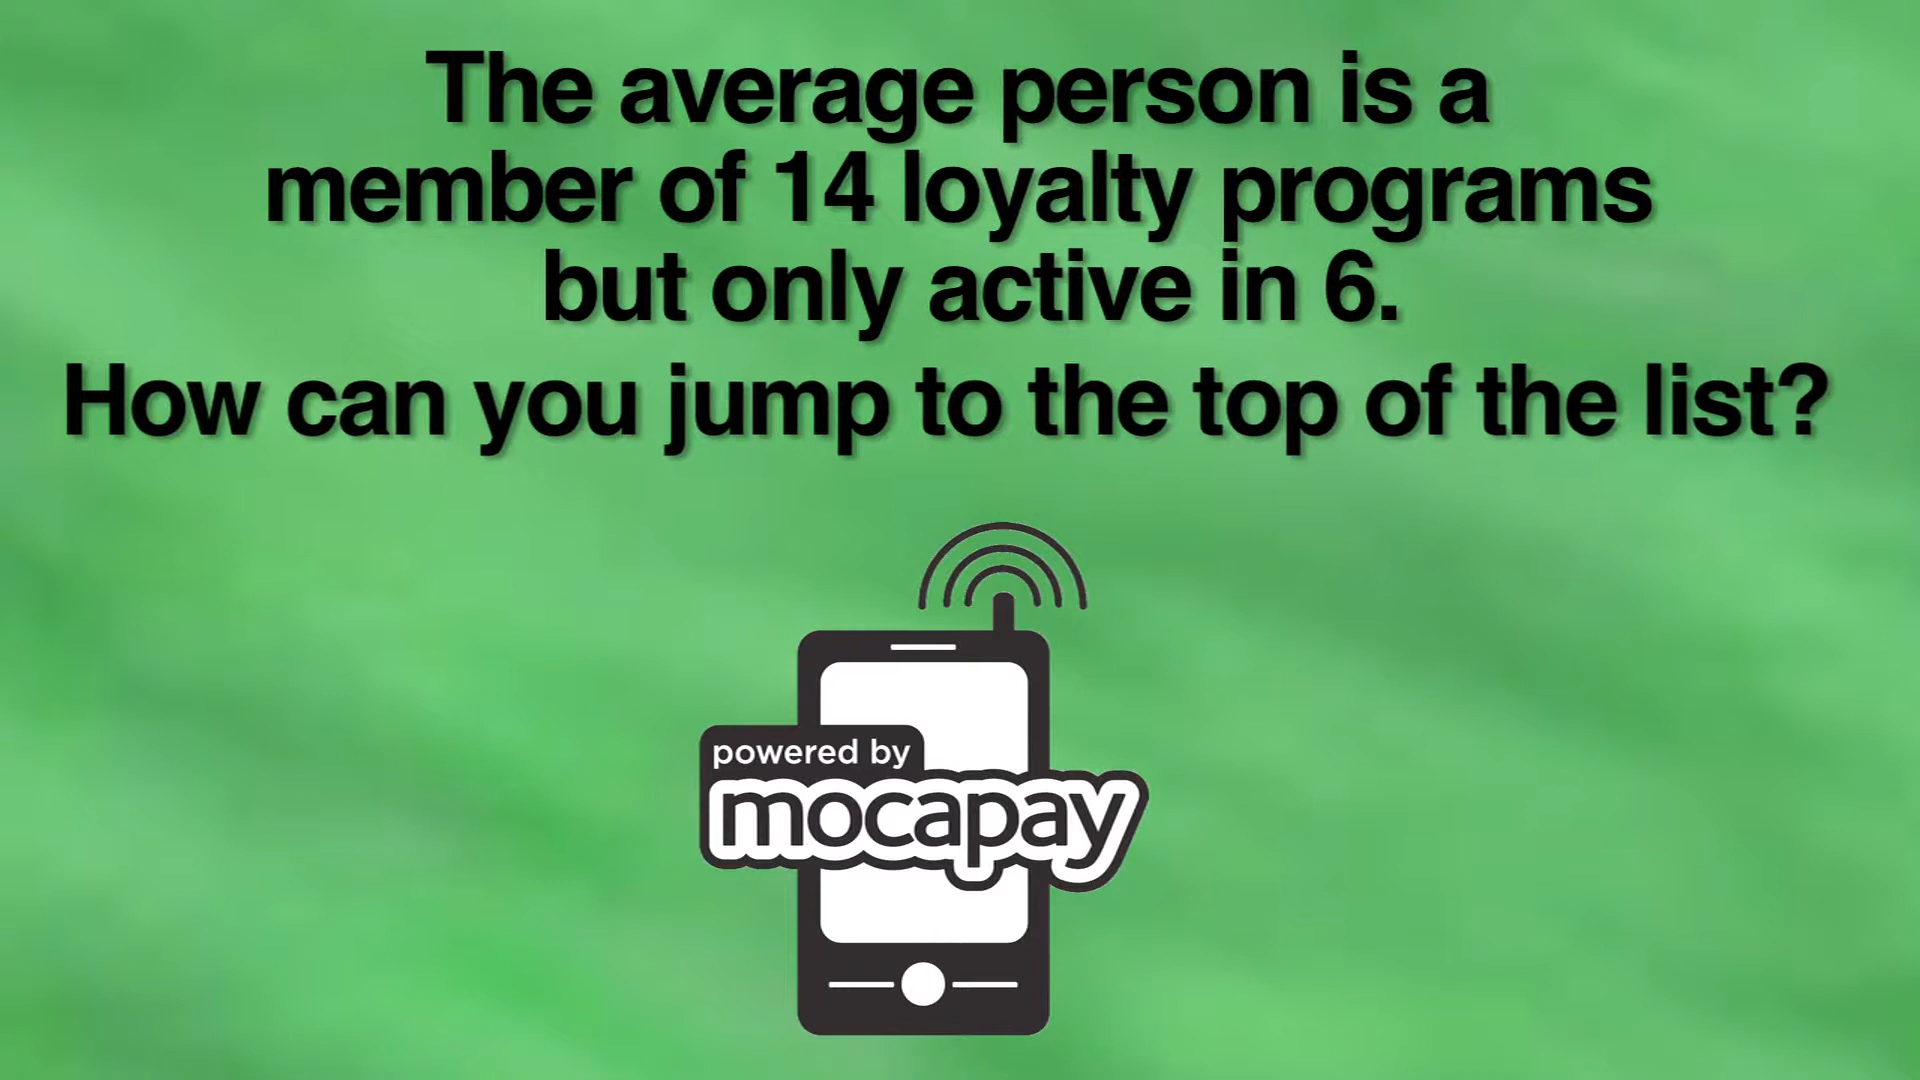 The average person is a
member of 14 loyalty programs
but only active in 6.
How can you jump to the top of the list?
powered by
mocapay